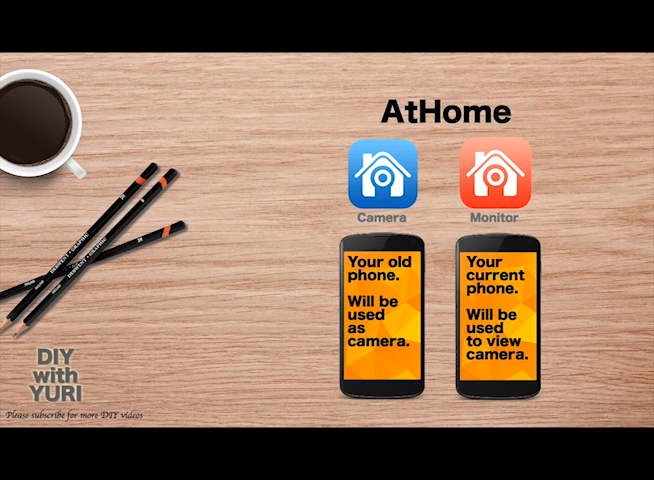 AtHome
Camera
Monitor
Your old
phone.
Will be
used
as
camera.
Your
current
phone.
Will be
used
to view
camera.
DIY
with
YURI
Please subscribe for more DIY videos